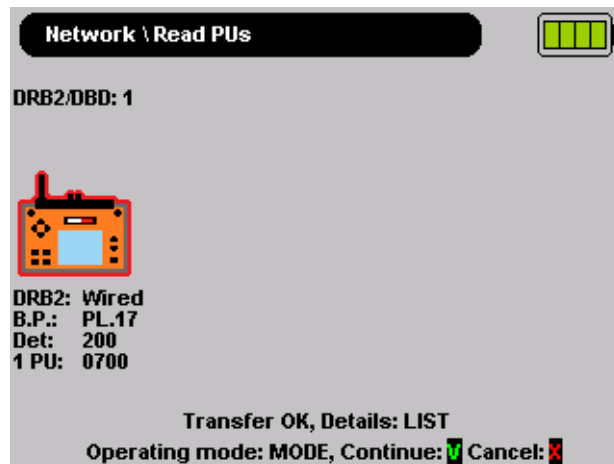 Network \ Read PUs
DRB2/DBD: 1
DRB2: Wired
B.P.: PL.17
Det: 200
1 PU: 0700
Transfer OK, Details: LIST
Operating mode: MODE, Continue: V Cancel: X